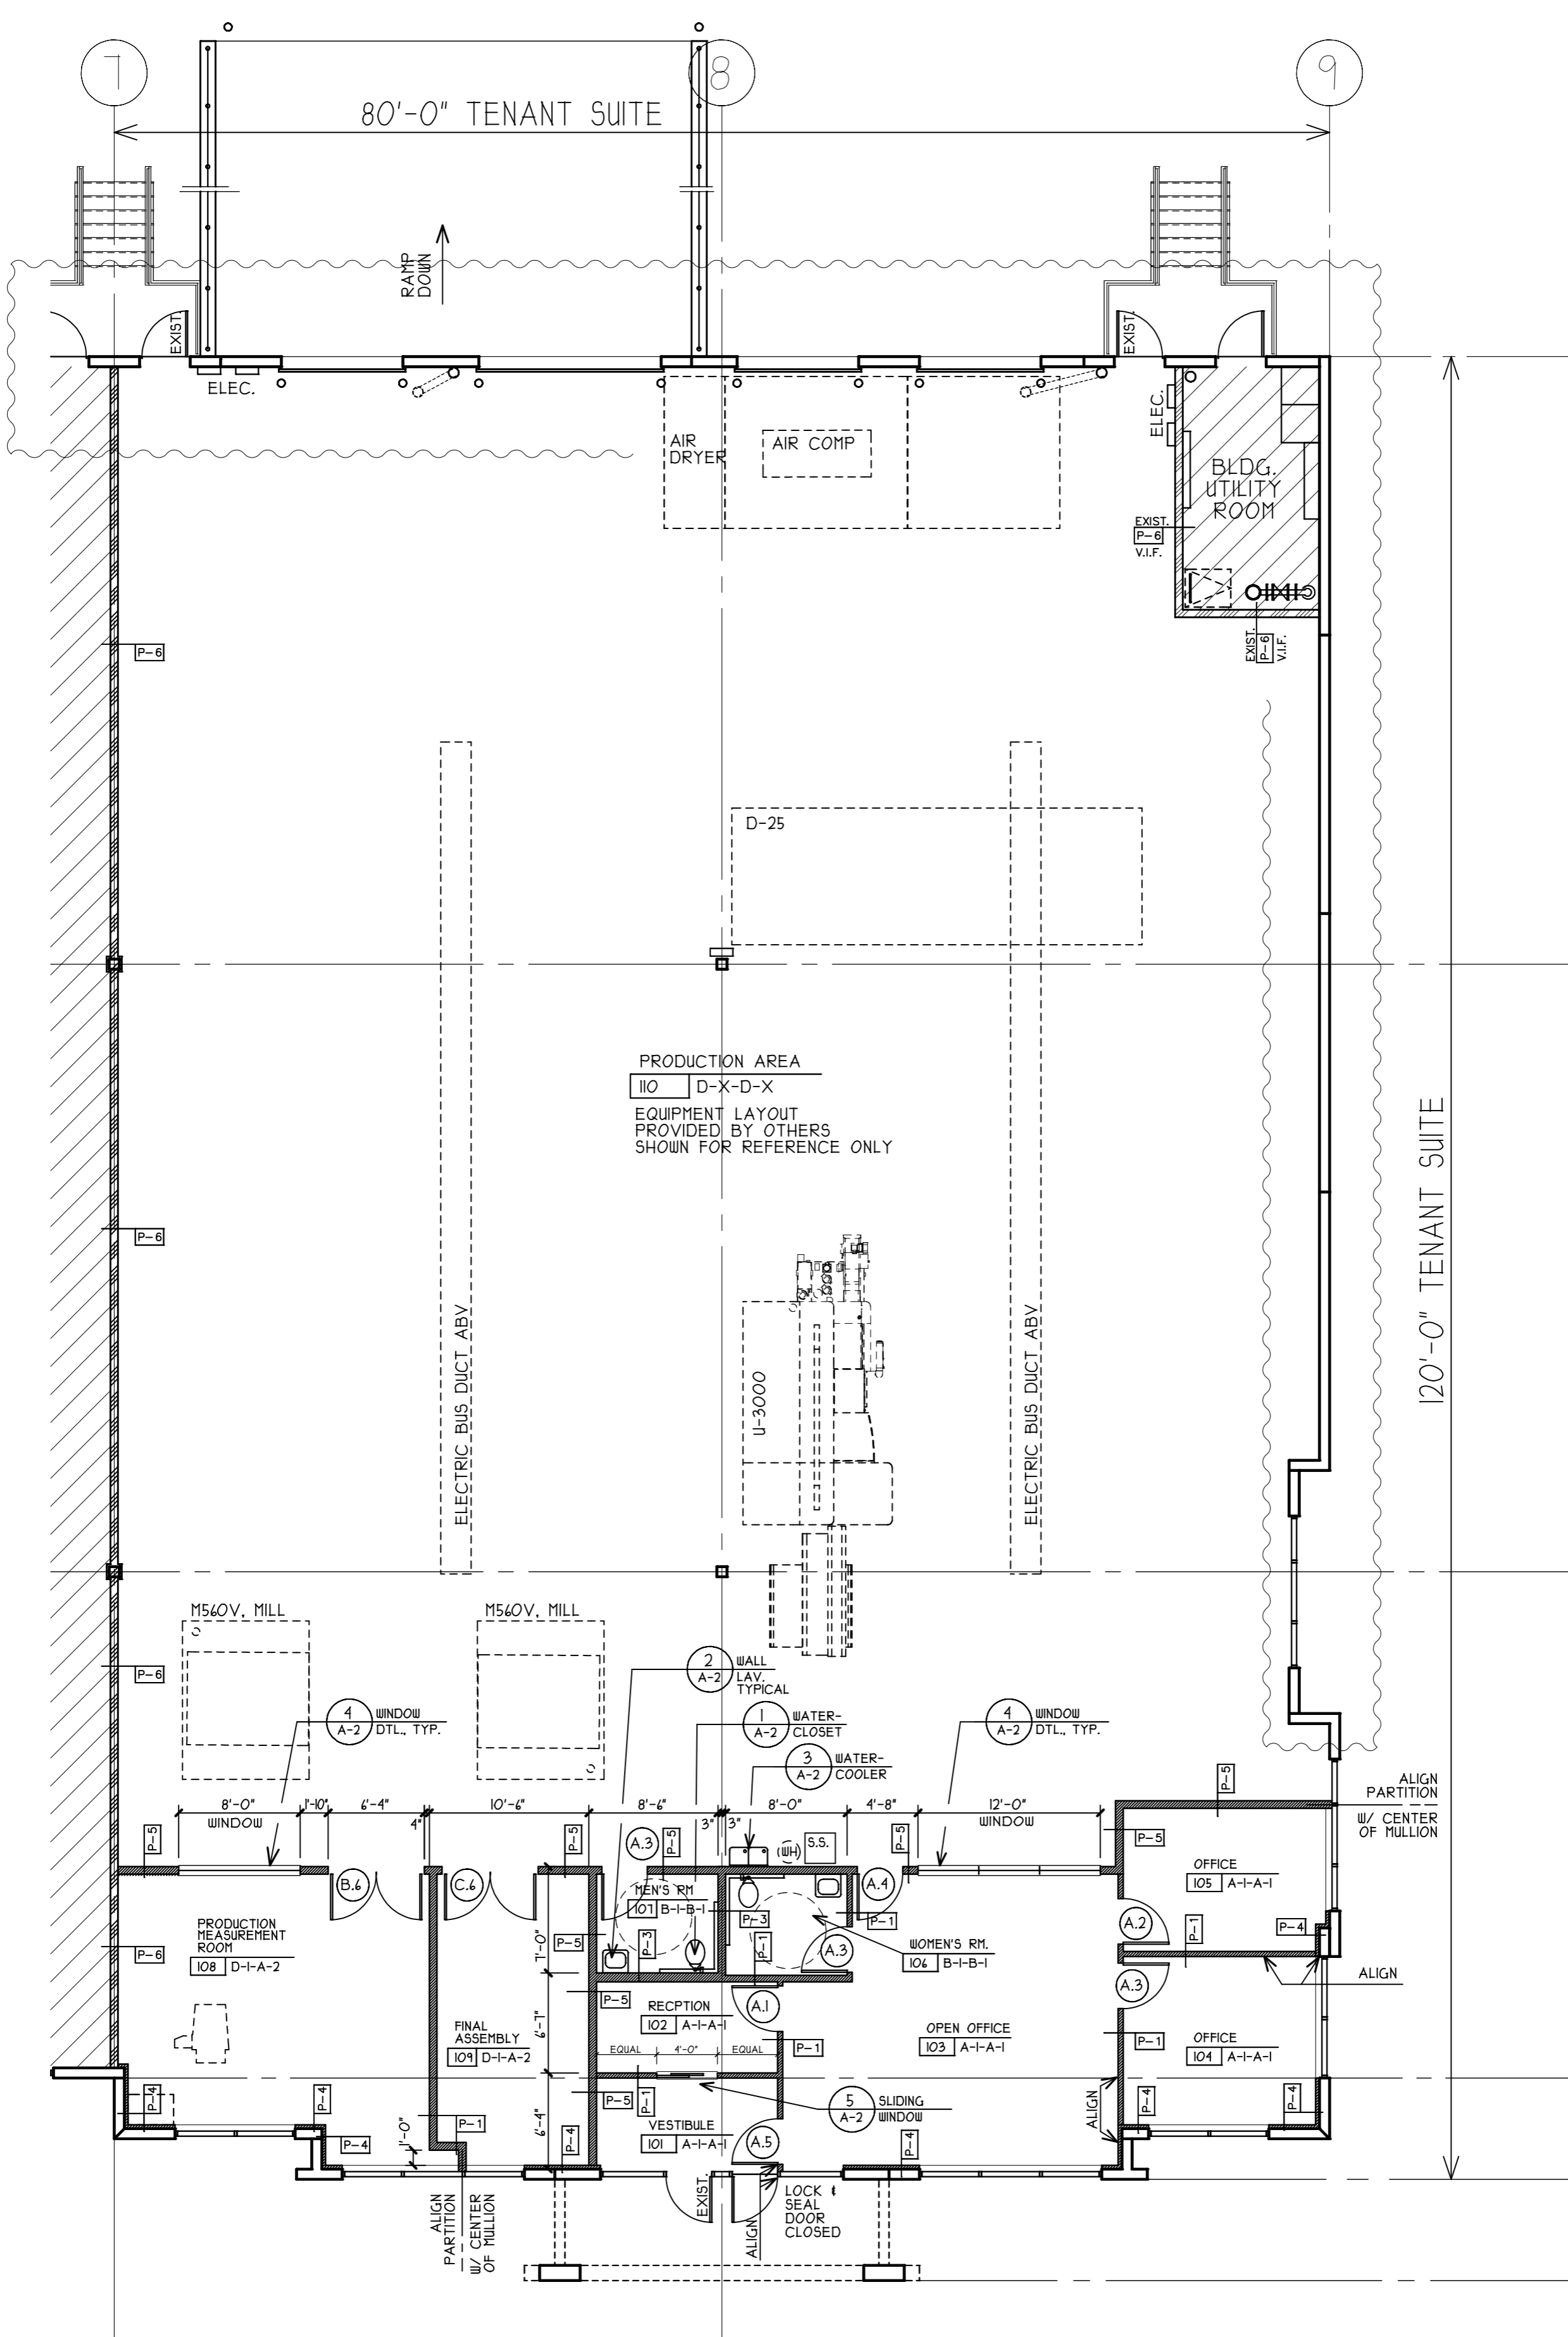 7
8
9
80'-0" TENANT SUITE
RAMP
DOWN
EXIST.
EXIST.
ELEC.
ELEC.
AIR
DRYER
AIR COMP
BLDG.
UTILITY
ROOM
EXIST.
P-6
V.I.F.
EXIST.
P-6
V.I.F.
P-6
D-25
PRODUCTION AREA
110 D-X-D-X
EQUIPMENT LAYOUT
PROVIDED BY OTHERS
SHOWN FOR REFERENCE ONLY
120'-0" TENANT SUITE
P-6
ELECTRIC BUS DUCT ABV
ELECTRIC BUS DUCT ABV
U-3000
M560V, MILL
M560V, MILL
P-6
2
A-2
WALL
LAV.
TYPICAL
4
A-2
WINDOW
DTL., TYP.
1
A-2
WATER-
CLOSET
4
A-2
WINDOW
DTL., TYP.
3
A-2
WATER-
COOLER
P-5
ALIGN
PARTITION
W/ CENTER
OF MULLION
8'-0"
WINDOW
1'-10"
6'-4"
4"
10'-6"
8'-6"
3"
3"
8'-0"
4'-8"
12'-0"
WINDOW
P-5
P-5
A.3
P-5
(WH)
S.S.
P-5
P-5
OFFICE
105 A-1-A-1
B.6
C.6
MEN'S RM
107 B-1-B-1
A.4
PRODUCTION
MEASUREMENT
ROOM
108 D-1-A-2
P-6
P-5
7'-0"
P-3
P-3
P-1
P-1
A.3
WOMEN'S RM.
106 B-1-B-1
A.2
P-1
P-4
ALIGN
A.3
P-5
RECPTION
102 A-1-A-1
A.1
FINAL
ASSEMBLY
109 D-1-A-2
6'-7"
EQUAL
4'-0"
EQUAL
P-1
OPEN OFFICE
103 A-1-A-1
P-1
OFFICE
104 A-1-A-1
P-4
P-4
P-4
P-1
1'-0"
6'-4"
P-5
P-1
P-4
VESTIBULE
101 A-1-A-1
A.5
5
A-2
SLIDING
WINDOW
P-4
ALIGN
P-4
P-4
ALIGN
PARTITION
W/ CENTER
OF MULLION
EXIST.
ALIGN
LOCK &
SEAL
DOOR
CLOSED